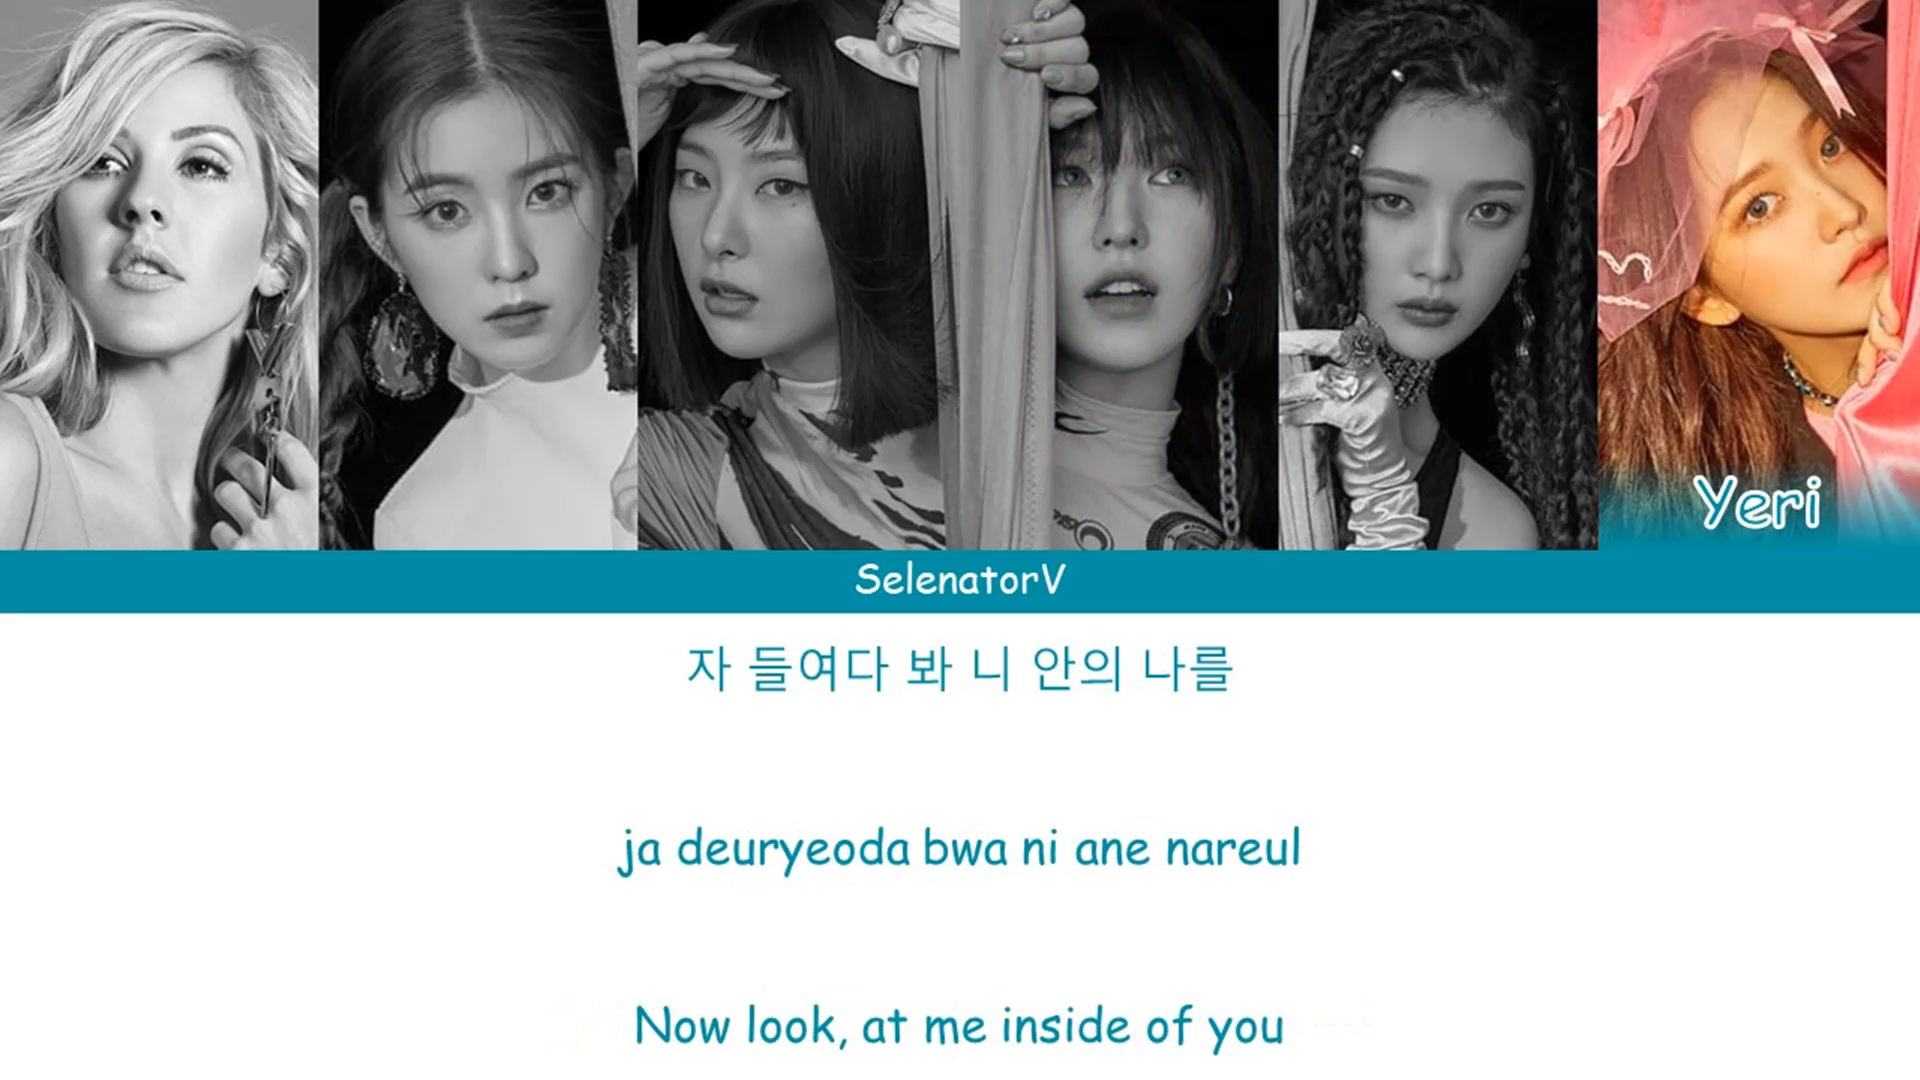 Yeri
SelenatorV
자 들여다 봐 니 안의 나를
ja deuryeoda bwa ni ane nareul
Now look, at me inside of you